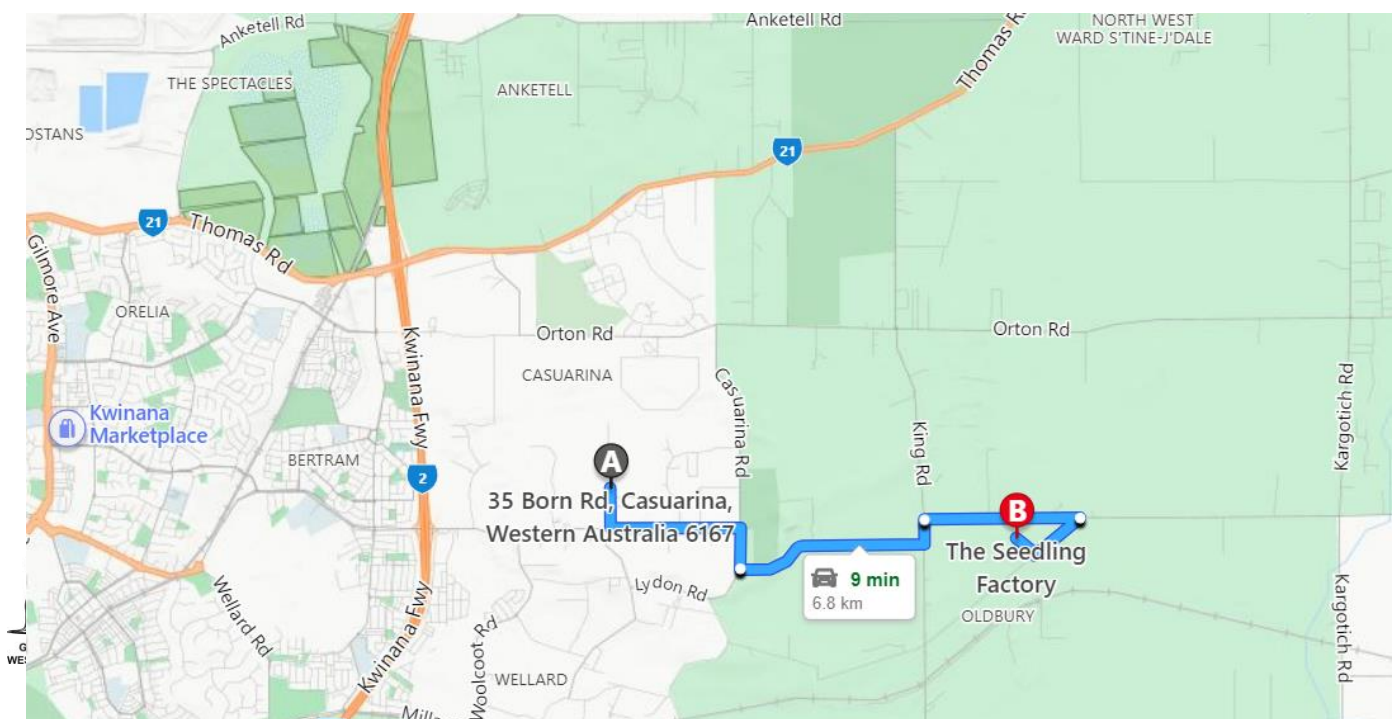 Anketell Rd
Anketell Rd
Thomas Rd
NORTH WEST
WARD S'TINE-J'DALE
THE SPECTACLES
ANKETELL
OSTANS
21
21
Thomas Rd
Gilmore Ave
ORELIA
Kwinana Fwy
Orton Rd
Orton Rd
CASUARINA
Casuarina Rd
Kargotich Rd
Kwinana
Marketplace
King Rd
BERTRAM
2
A
35 Born Rd, Casuarina,
Western Australia 6167
B
The Seedling
Factory
9 min
6.8 km
Lydon Rd
OLDBURY
Kargotich Rd
Wellard Rd
Kwinana Fwy
Woolcoot Rd
WELLARD
G
WES